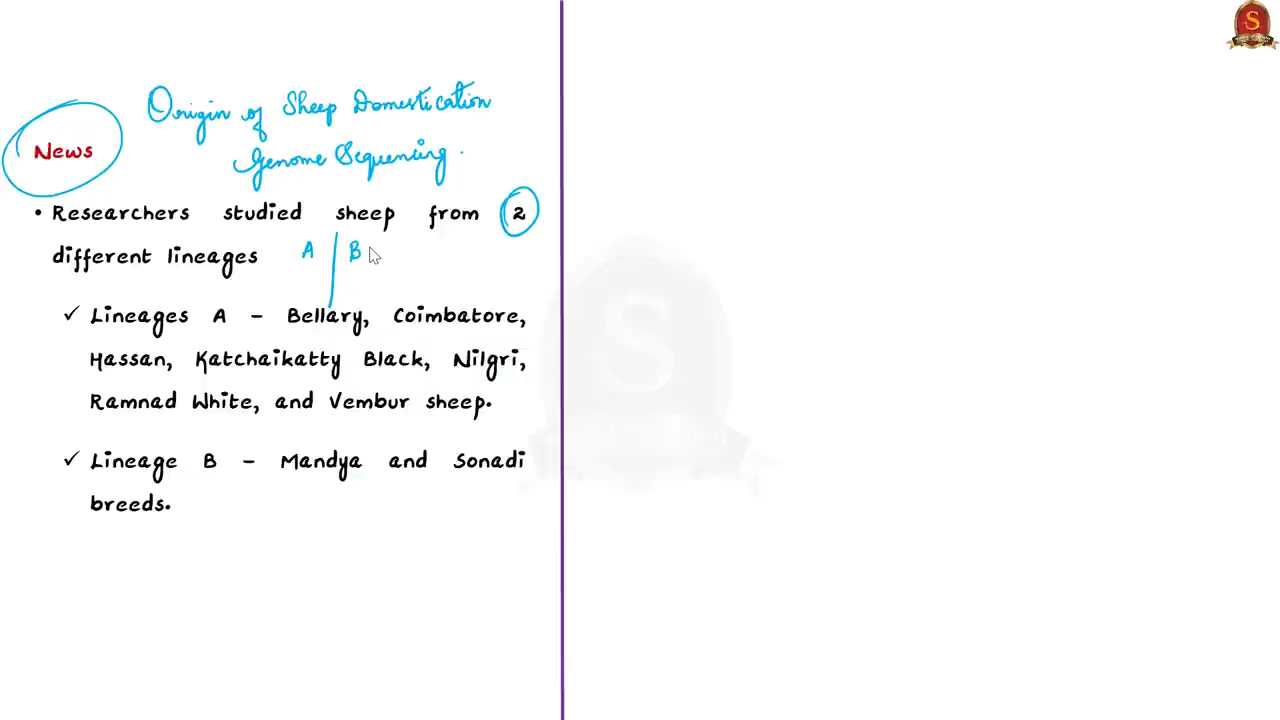 Origin of Sheep Domestication
Genome Sequencing.
News
• Researchers studied sheep from 2
different lineages A | B
✓ Lineages A – Bellary, Coimbatore,
Hassan, Katchaikatty Black, Nilgri,
Ramnad White, and Vembur sheep.
✓ Lineage B – Mandya and Sonadi
breeds.
S
S